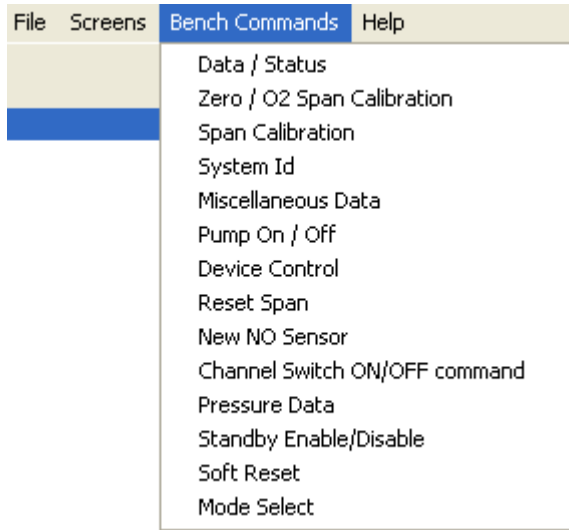 File Screens Bench Commands Help
Data / Status
Zero / O2 Span Calibration
Span Calibration
System Id
Miscellaneous Data
Pump On / Off
Device Control
Reset Span
New NO Sensor
Channel Switch ON/OFF command
Pressure Data
Standby Enable/Disable
Soft Reset
Mode Select